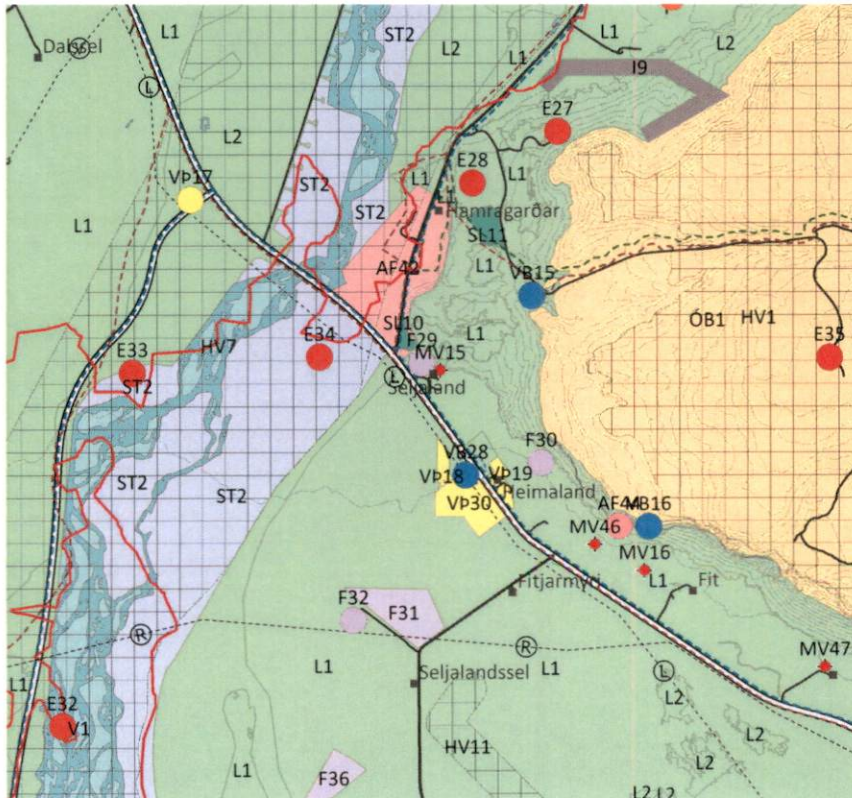 L1
ST2
L2
L1
L2
Dalssel
L1
I9
L
E27
L2
E28
VÞ17
ST2
L1
L1
L1
Hamragarðar
ST2
L1
SL11
L1
AF42
VB15
ÓB1
HV1
SL10
L1
E33
HV7
E34
F29
MV15
E35
ST2
L
Seljaland
VB28
F30
VÞ18
VÞ19
ST2
ST2
Heimaland
VÞ30
AF44
VB16
MV46
MV16
L1
Fitjarmýri
Fit
F32
F31
R
R
L1
L1
L
MV47
Seljalandssel
L1
L2
E32
V1
L2
HV11
L1
L2
F36
L2
L2